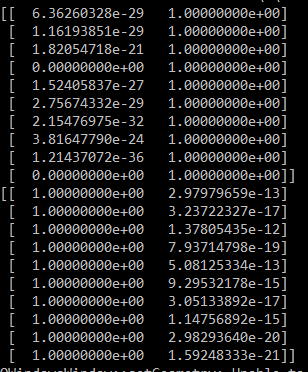 [[  6.36260328e-29   1.00000000e+00]
 [  1.16193851e-29   1.00000000e+00]
 [  1.82054718e-21   1.00000000e+00]
 [  0.00000000e+00   1.00000000e+00]
 [  1.52405837e-27   1.00000000e+00]
 [  2.75674332e-29   1.00000000e+00]
 [  2.15476975e-32   1.00000000e+00]
 [  3.81647790e-24   1.00000000e+00]
 [  1.21437072e-36   1.00000000e+00]
 [  0.00000000e+00   1.00000000e+00]]
[[  1.00000000e+00   2.97979659e-13]
 [  1.00000000e+00   3.23722327e-17]
 [  1.00000000e+00   1.37805435e-12]
 [  1.00000000e+00   7.93714798e-19]
 [  1.00000000e+00   5.08125334e-13]
 [  1.00000000e+00   9.29532178e-15]
 [  1.00000000e+00   3.05133892e-17]
 [  1.00000000e+00   1.14756892e-15]
 [  1.00000000e+00   2.98293640e-20]
 [  1.00000000e+00   1.59248333e-21]]